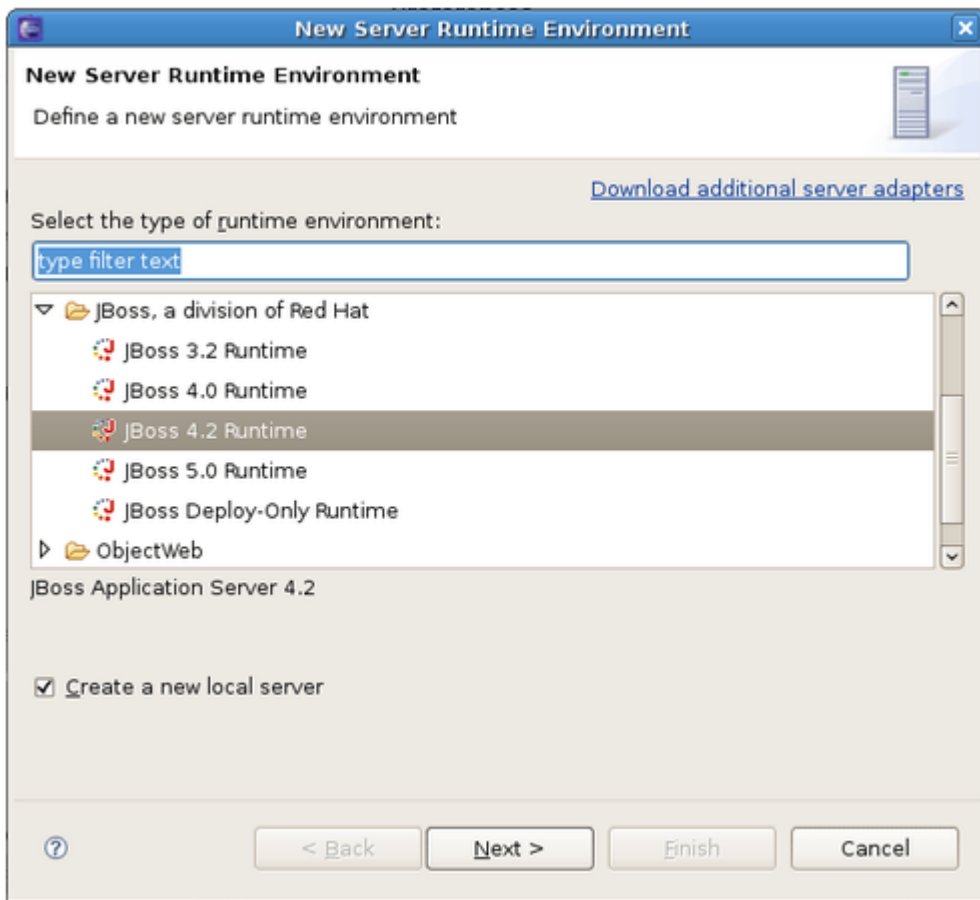 New Server Runtime Environment
New Server Runtime Environment
Define a new server runtime environment
Download additional server adapters
Select the type of runtime environment:
type filter text
JBoss, a division of Red Hat
JBoss 3.2 Runtime
JBoss 4.0 Runtime
JBoss 4.2 Runtime
JBoss 5.0 Runtime
JBoss Deploy-Only Runtime
ObjectWeb
JBoss Application Server 4.2
Create a new local server
< Back
Next >
Finish
Cancel